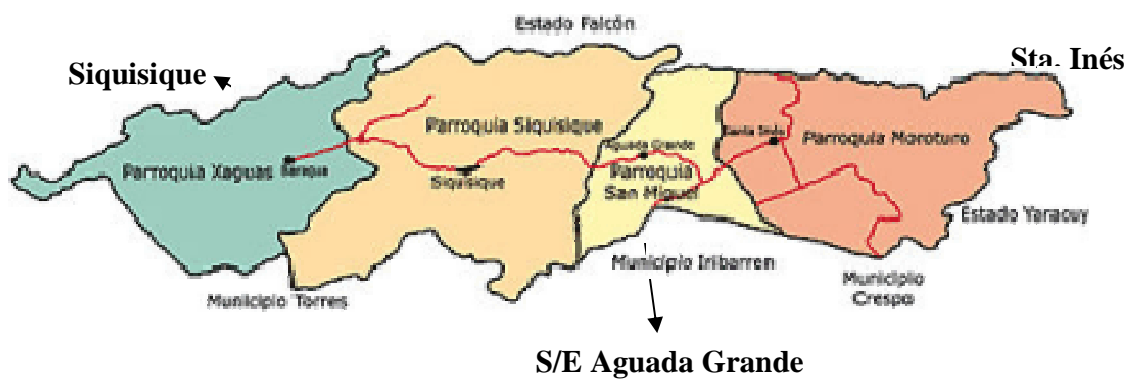 Estado Falcón
Siquisique
Sta. Inés
Parroquia Siquisique
Parroquia Moroturo
Santa Inés
Aguada Grande
Parroquia Xaguas
Parroquia
San Miguel
Siquisique
Estado Yaracuy
Municipio Iribarren
Municipio
Crespo
Municipio Torres
S/E Aguada Grande